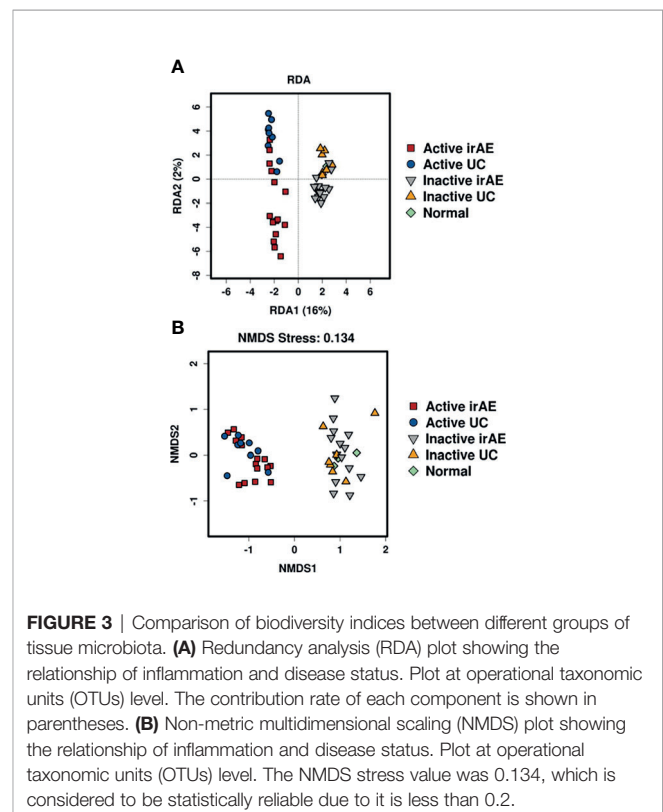 A
RDA
RDA2 (2%)
6
4
2
0
-2
-4
-6
-8
-6 -4 -2 0 2 4 6
RDA1 (16%)
Active irAE
Active UC
Inactive irAE
Inactive UC
Normal
B
NMDS Stress: 0.134
NMDS2
2
1
0
-1
-1 0 1 2
NMDS1
Active irAE
Active UC
Inactive irAE
Inactive UC
Normal
FIGURE 3 | Comparison of biodiversity indices between different groups of
tissue microbiota. (A) Redundancy analysis (RDA) plot showing the
relationship of inflammation and disease status. Plot at operational taxonomic
units (OTUs) level. The contribution rate of each component is shown in
parentheses. (B) Non-metric multidimensional scaling (NMDS) plot showing
the relationship of inflammation and disease status. Plot at operational
taxonomic units (OTUs) level. The NMDS stress value was 0.134, which is
considered to be statistically reliable due to it is less than 0.2.